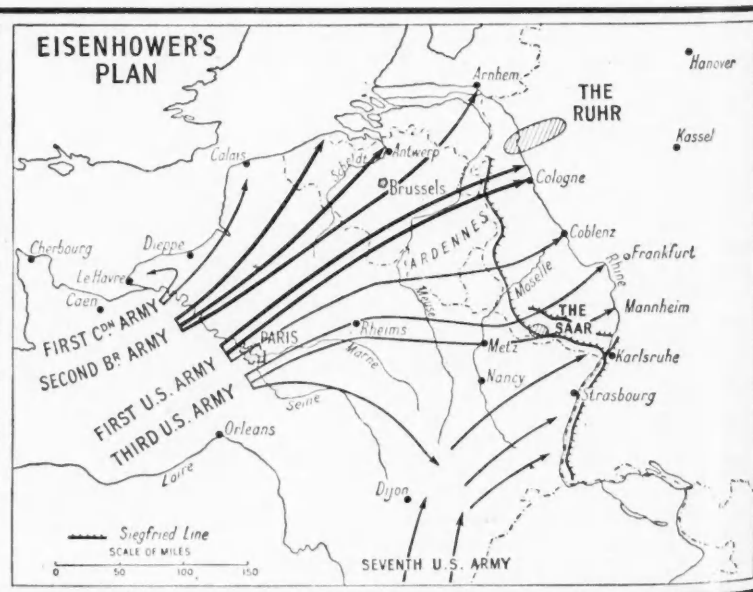 EISENHOWER'S
PLAN
Hanover
Arnhem
THE
RUHR
Kassel
Calais
Scheldt
Antwerp
Brussels
Cologne
ARDENNES
Coblenz
Cherbourg
Dieppe
Le Havre
Caen
Meuse
Moselle
Rhine
Frankfurt
FIRST CDN ARMY
SECOND BR ARMY
FIRST U.S. ARMY
THIRD U.S. ARMY
PARIS
Rheims
Marne
Seine
THE
SAAR
Mannheim
Metz
Karlsruhe
Nancy
Strasbourg
Orleans
Loire
Dijon
Siegfried Line
SCALE OF MILES
0 50 100 150
SEVENTH U.S. ARMY